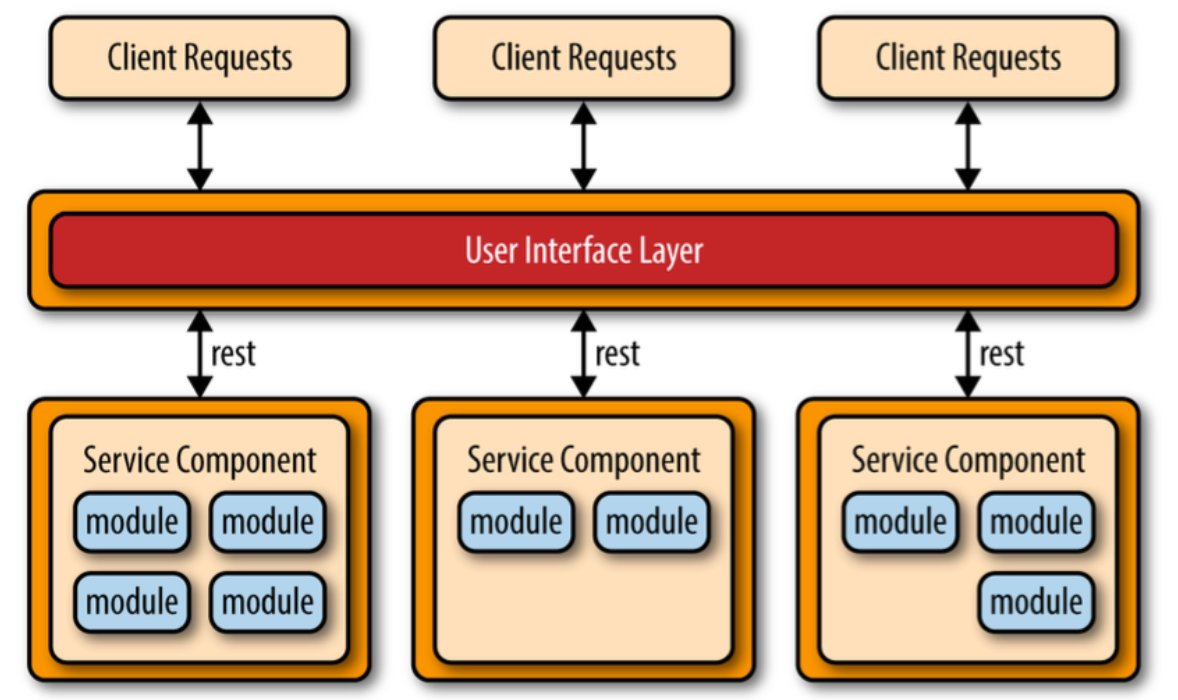 Client Requests
Client Requests
Client Requests
User Interface Layer
rest
rest
rest
Service Component
module module
module module
Service Component
module module
Service Component
module module
module